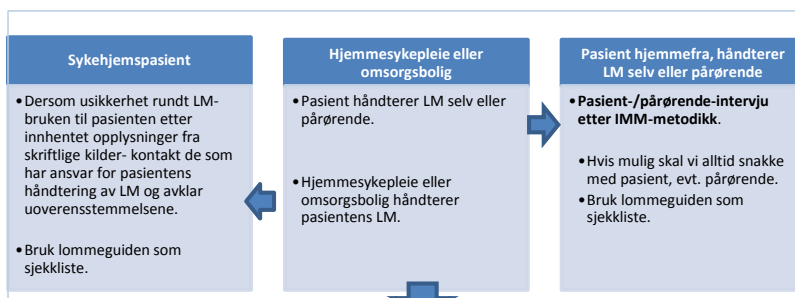 Sykehjemspasient
• Dersom usikkerhet rundt LM-
bruken til pasienten etter
innhentet opplysninger fra
skriftlige kilder- kontakt de som
har ansvar for pasientens
håndtering av LM og avklar
uoverensstemmelsene.
• Bruk lommeguiden som
sjekkliste.
Hjemmesykepleie eller
omsorgsbolig
• Pasient håndterer LM selv eller
pårørende.
• Hjemmesykepleie eller
omsorgsbolig håndterer
pasientens LM.
Pasient hjemmefra, håndterer
LM selv eller pårørende
• Pasient-/pårørende-intervju
etter IMM-metodikk.
• Hvis mulig skal vi alltid snakke
med pasient, evt. pårørende.
• Bruk lommeguiden som
sjekkliste.